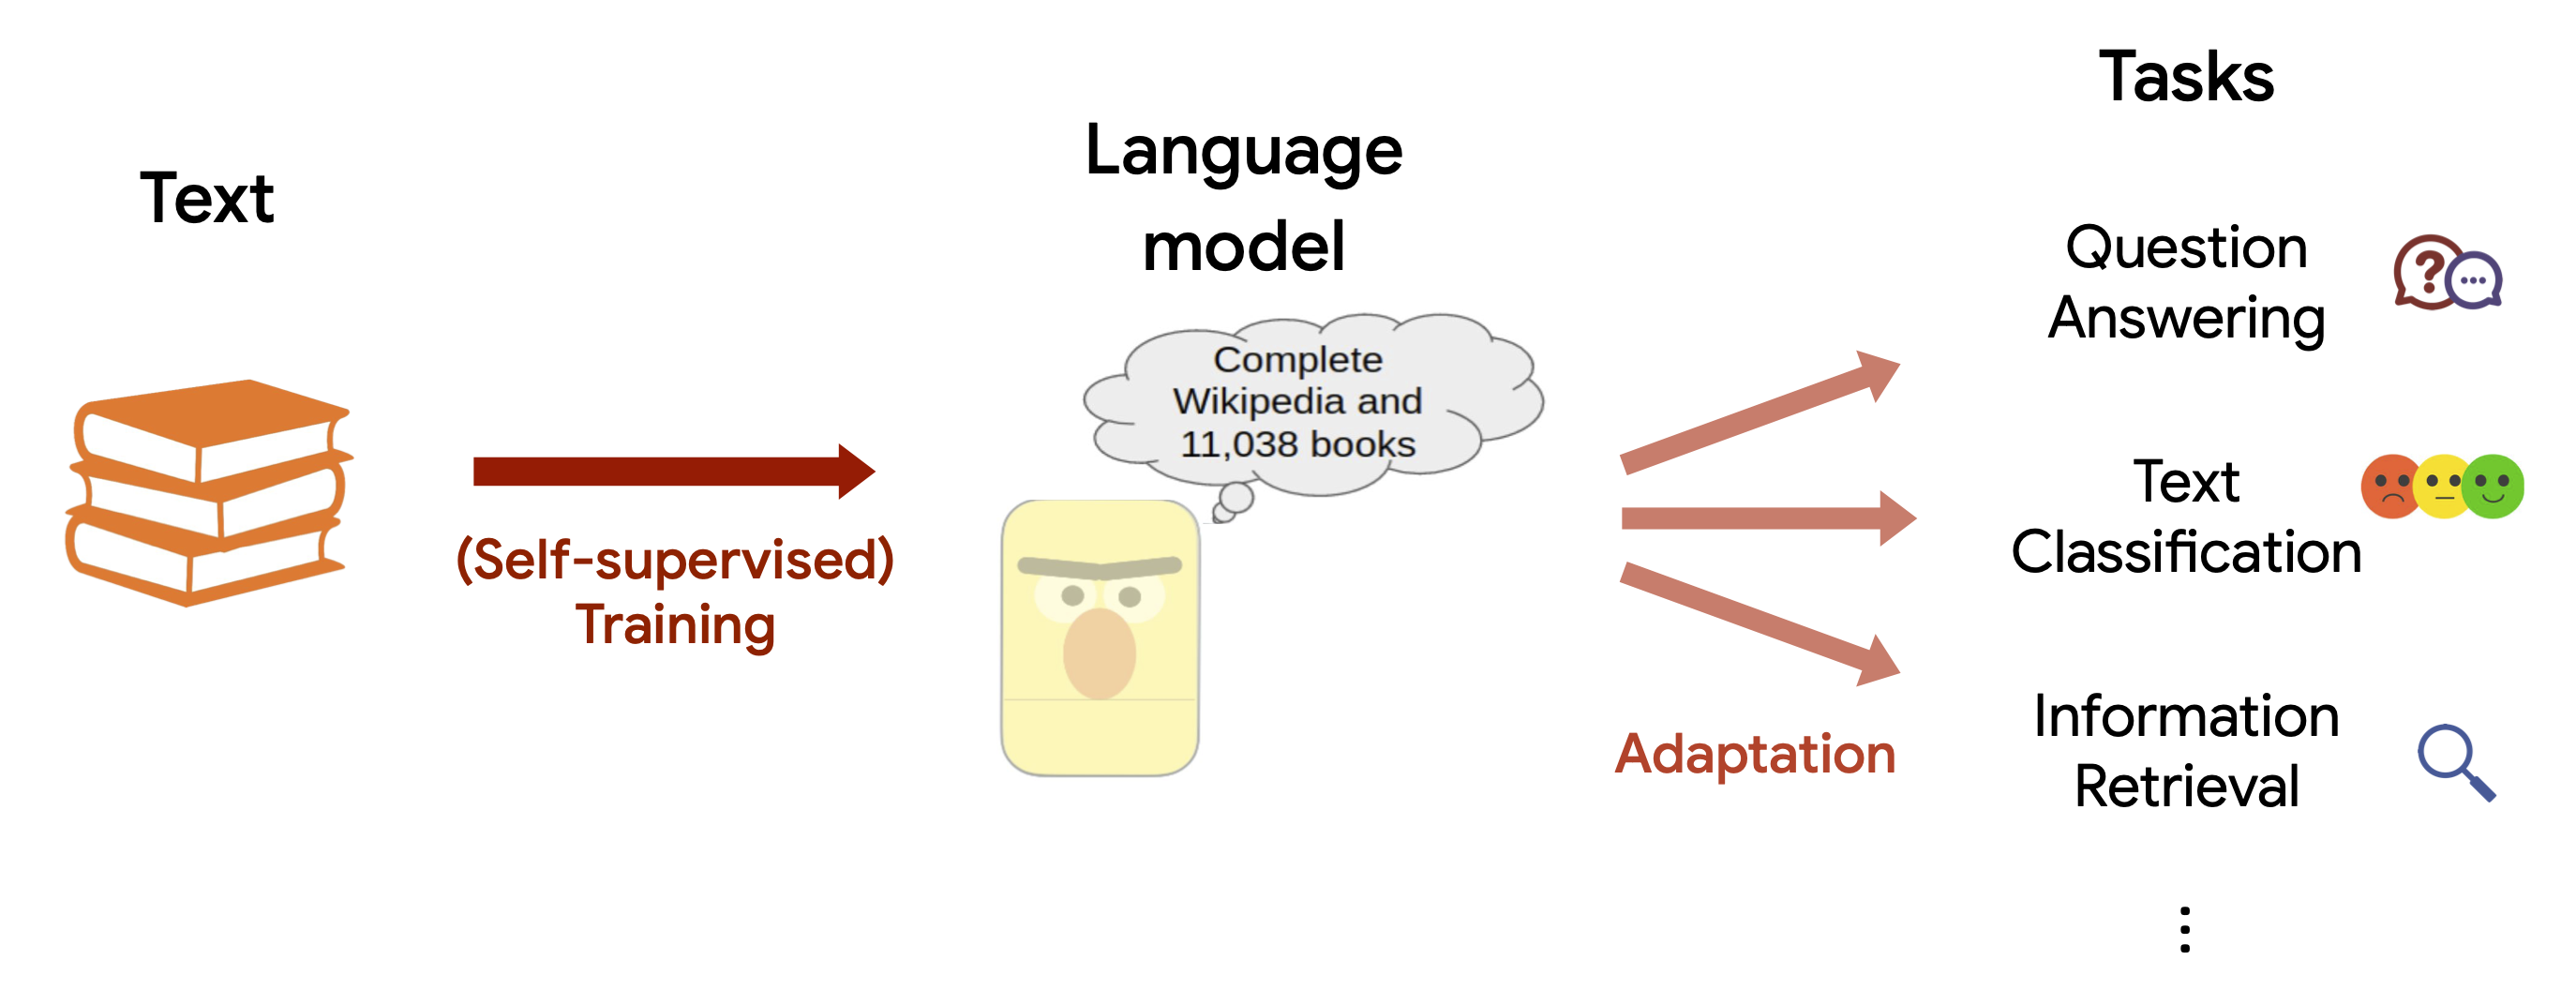 Text
(Self-supervised)
Training
Language
model
Complete
Wikipedia and
11,038 books
Adaptation
Tasks
Question
Answering
?
...
Text
Classification
Information
Retrieval
⋮